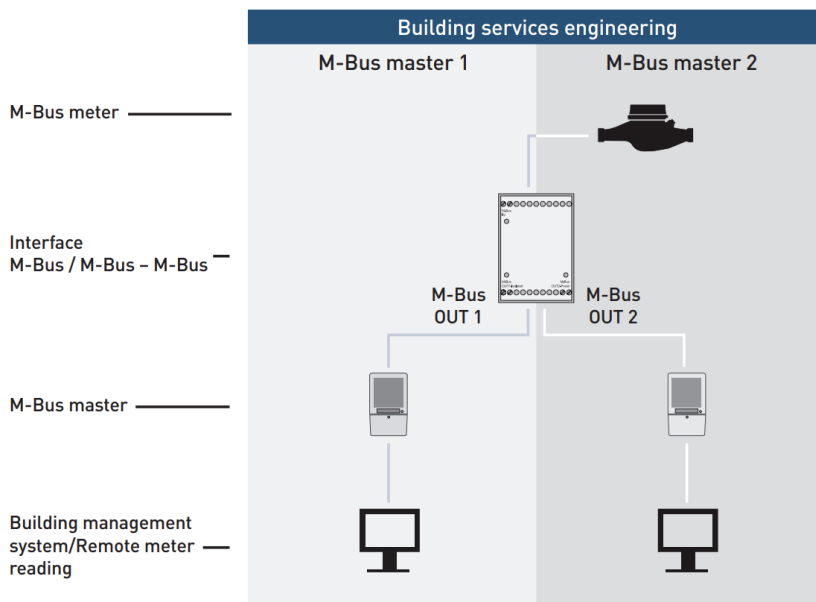 Building services engineering
M-Bus master 1
M-Bus master 2
M-Bus meter
Interface
M-Bus / M-Bus – M-Bus
M-Bus
OUT 1
M-Bus
OUT 2
M-Bus master
Building management
system/Remote meter
reading